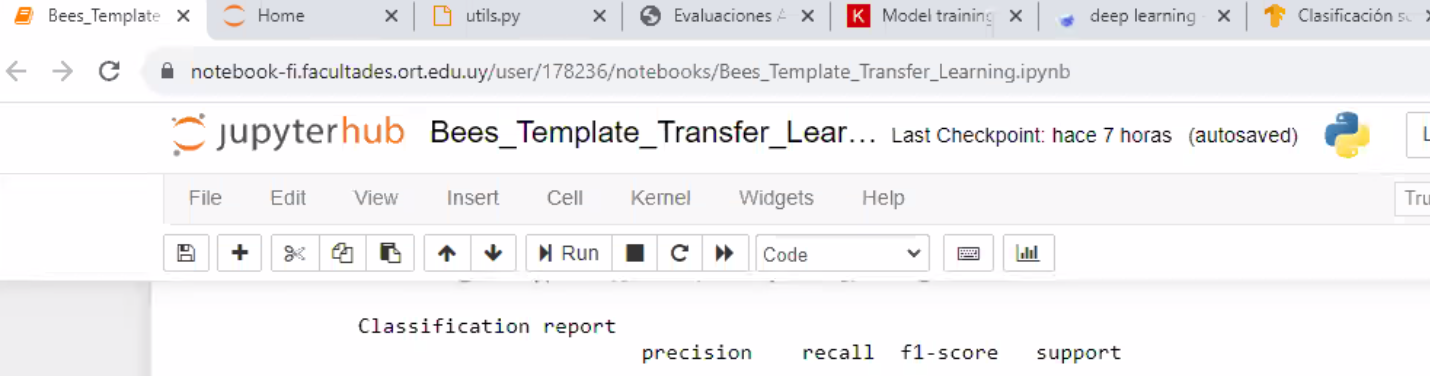 Bees_Template Home utils.py Evaluaciones Model training deep learning Clasificación
notebook-fi.facultades.ort.edu.uy/user/178236/notebooks/Bees_Template_Transfer_Learning.ipynb
jupyterhub Bees_Template_Transfer_Lear... Last Checkpoint: hace 7 horas (autosaved)
File Edit View Insert Cell Kernel Widgets Help
Run Code
Classification report
precision recall f1-score support